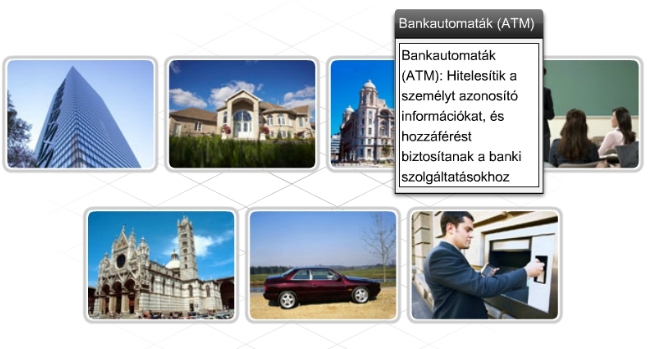 Bankautomaták (ATM)
Bankautomaták
(ATM): Hitelesítik a
személyt azonosító
információkat, és
hozzáférést
biztosítanak a banki
szolgáltatásokhoz